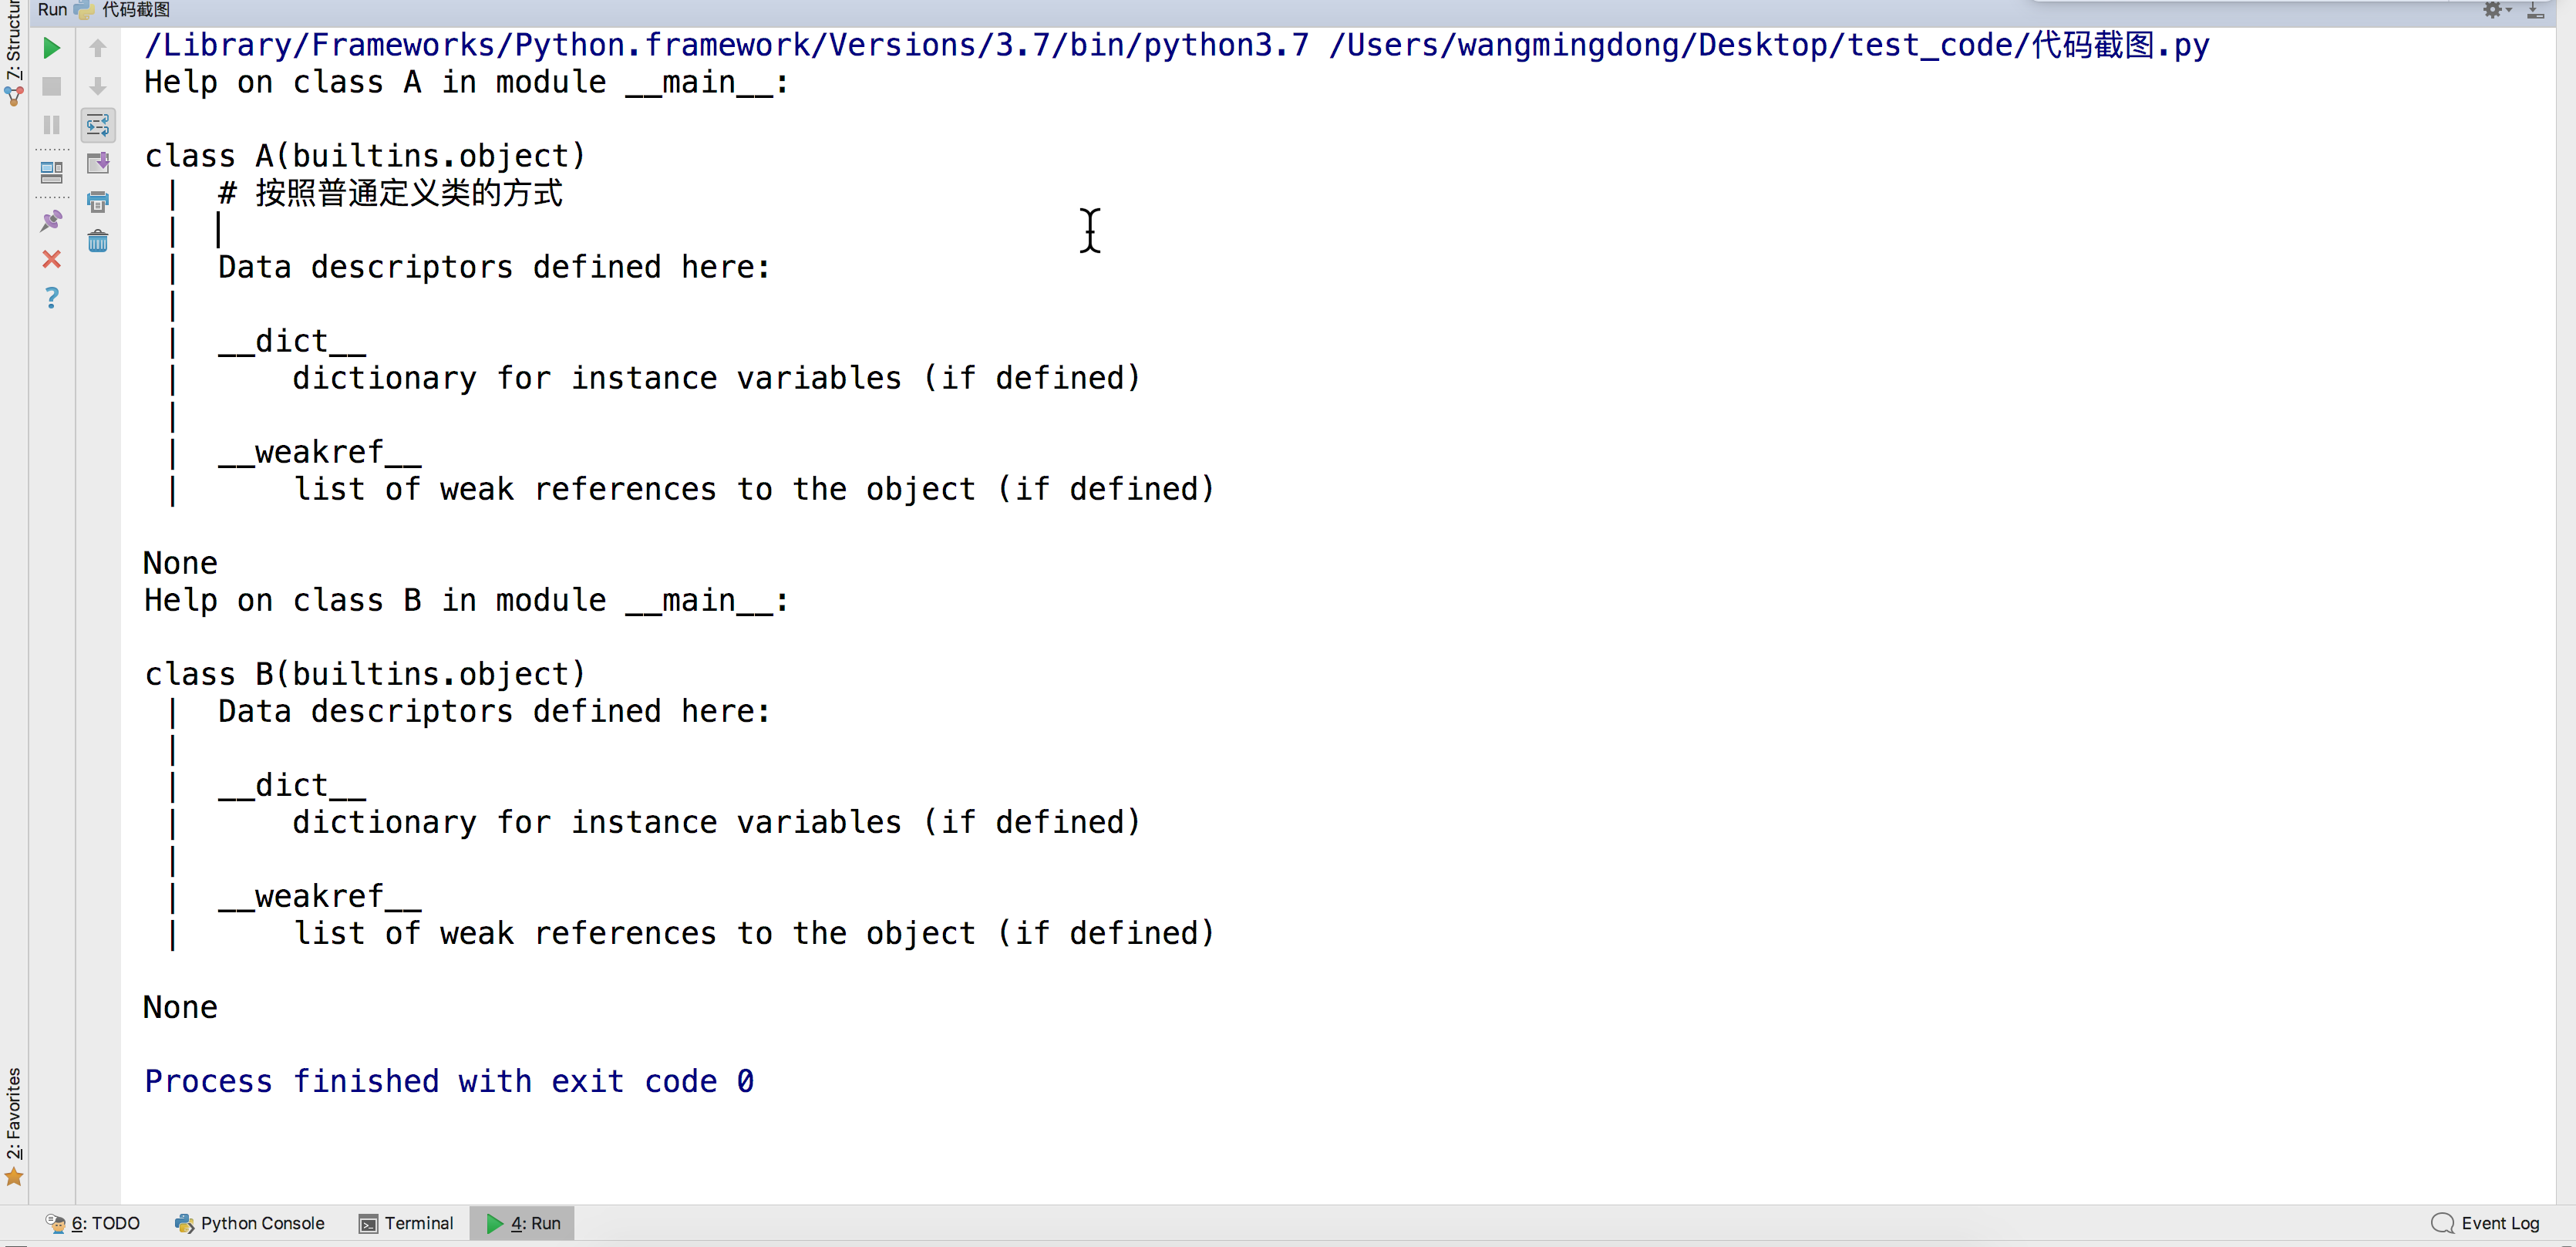 Run 代码截图
Z: Structur
/Library/Frameworks/Python.framework/Versions/3.7/bin/python3.7 /Users/wangmingdong/Desktop/test_code/代码截图.py
Help on class A in module __main__:
class A(builtins.object)
 |  # 按照普通定义类的方式
 |
 |  Data descriptors defined here:
 |
 |  __dict__
 |      dictionary for instance variables (if defined)
 |
 |  __weakref__
 |      list of weak references to the object (if defined)
None
Help on class B in module __main__:
class B(builtins.object)
 |  Data descriptors defined here:
 |
 |  __dict__
 |      dictionary for instance variables (if defined)
 |
 |  __weakref__
 |      list of weak references to the object (if defined)
None
Process finished with exit code 0
2: Favorites
6: TODO Python Console Terminal 4: Run Event Log